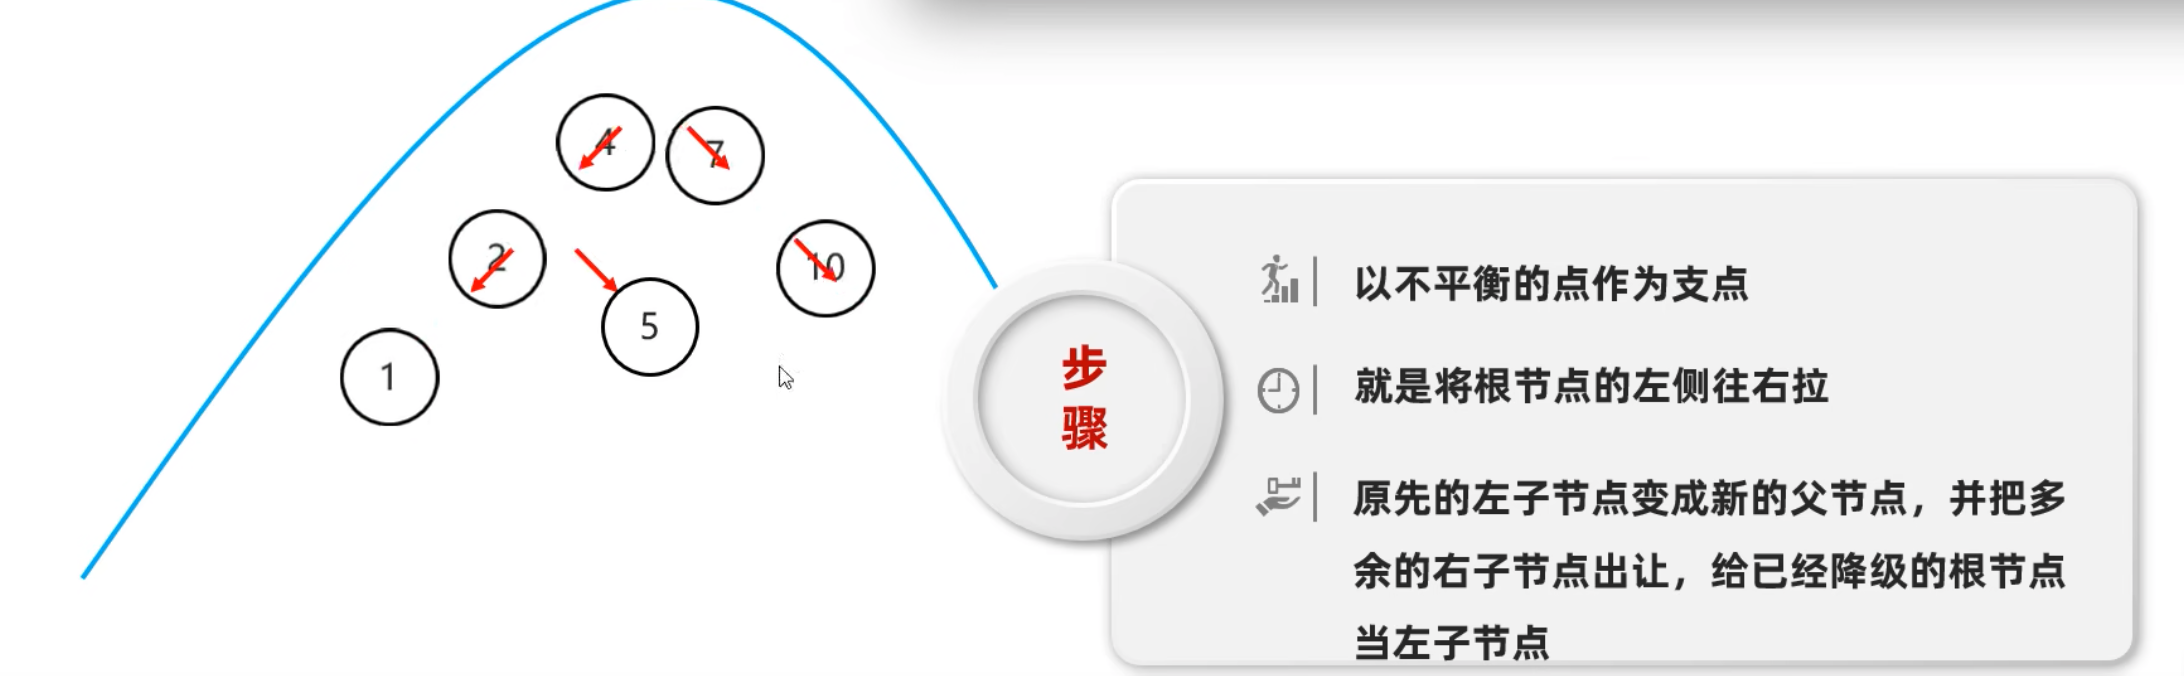 4
7
2
10
5
1
步
骤
以不平衡的点作为支点
就是将根节点的左侧往右拉
原先的左子节点变成新的父节点，并把多
余的右子节点出让，给已经降级的根节点
当左子节点